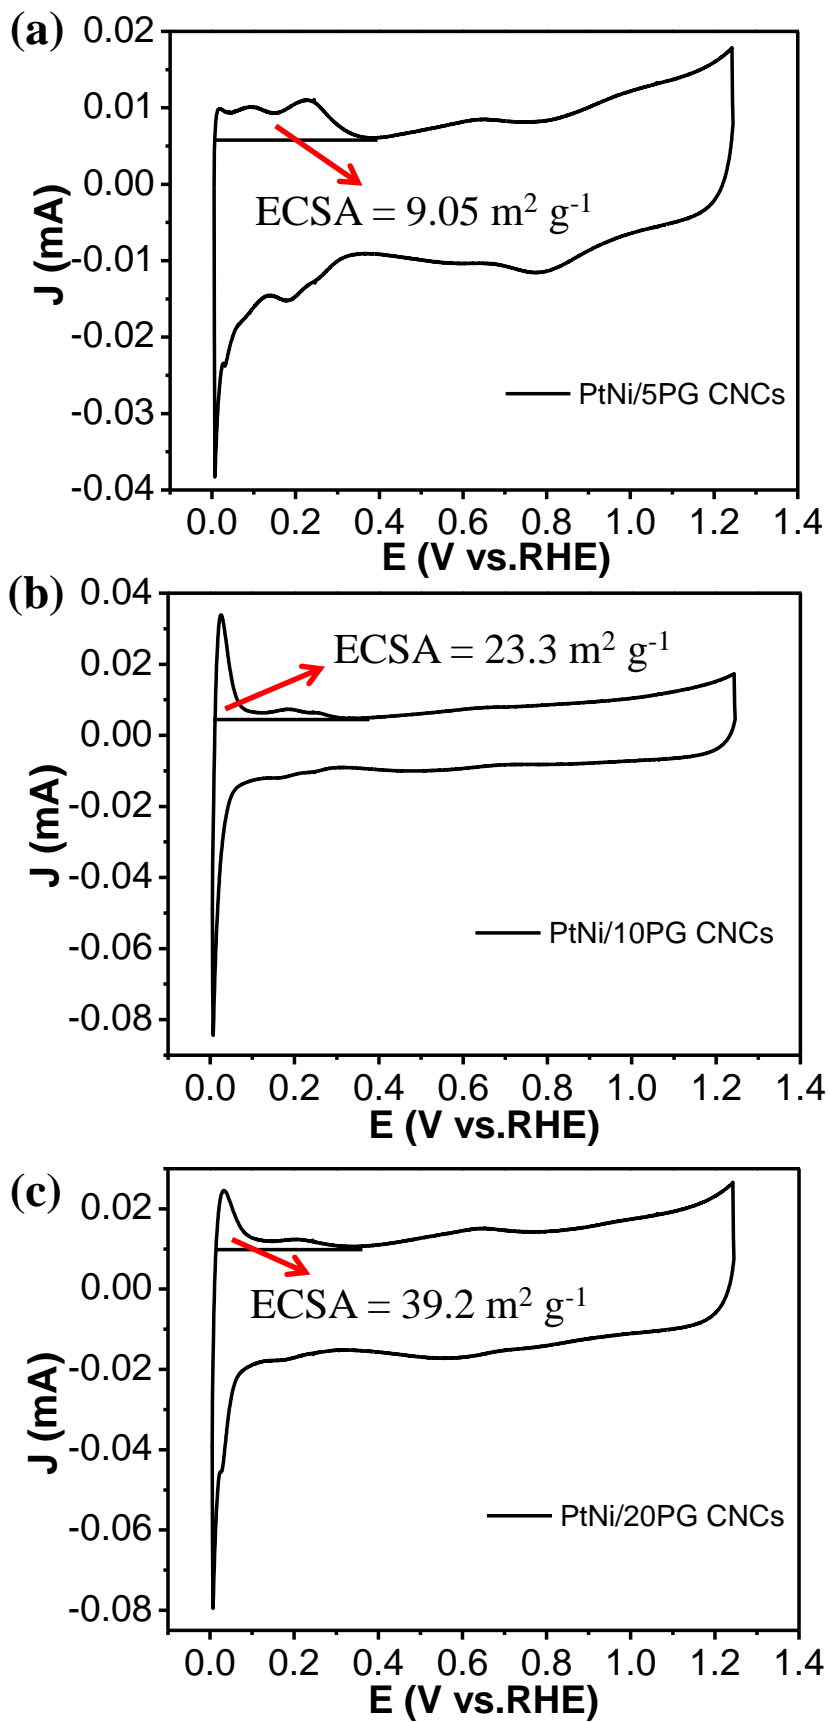 (a)
0.02
0.01
0.00
-0.01
-0.02
-0.03
-0.04
J (mA)
ECSA = 9.05 m² g⁻¹
PtNi/5PG CNCs
0.0 0.2 0.4 0.6 0.8 1.0 1.2 1.4
E (V vs.RHE)
(b)
0.04
0.02
0.00
-0.02
-0.04
-0.06
-0.08
J (mA)
ECSA = 23.3 m² g⁻¹
PtNi/10PG CNCs
0.0 0.2 0.4 0.6 0.8 1.0 1.2 1.4
E (V vs.RHE)
(c)
0.02
0.00
-0.02
-0.04
-0.06
-0.08
J (mA)
ECSA = 39.2 m² g⁻¹
PtNi/20PG CNCs
0.0 0.2 0.4 0.6 0.8 1.0 1.2 1.4
E (V vs.RHE)